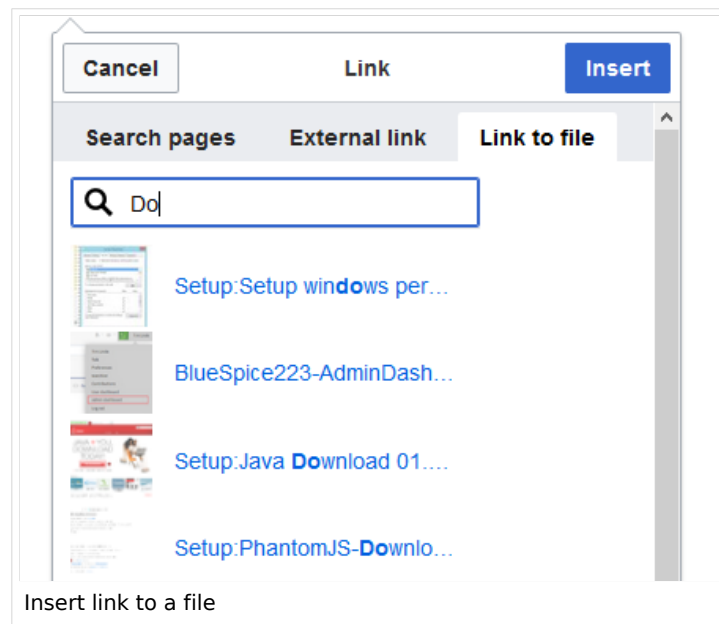 Cancel Link Insert
Search pages External link Link to file
Do
Setup:Setup windows per...
BlueSpice223-AdminDash...
Setup:Java Download 01....
Setup:PhantomJS-Downlo...
Insert link to a file